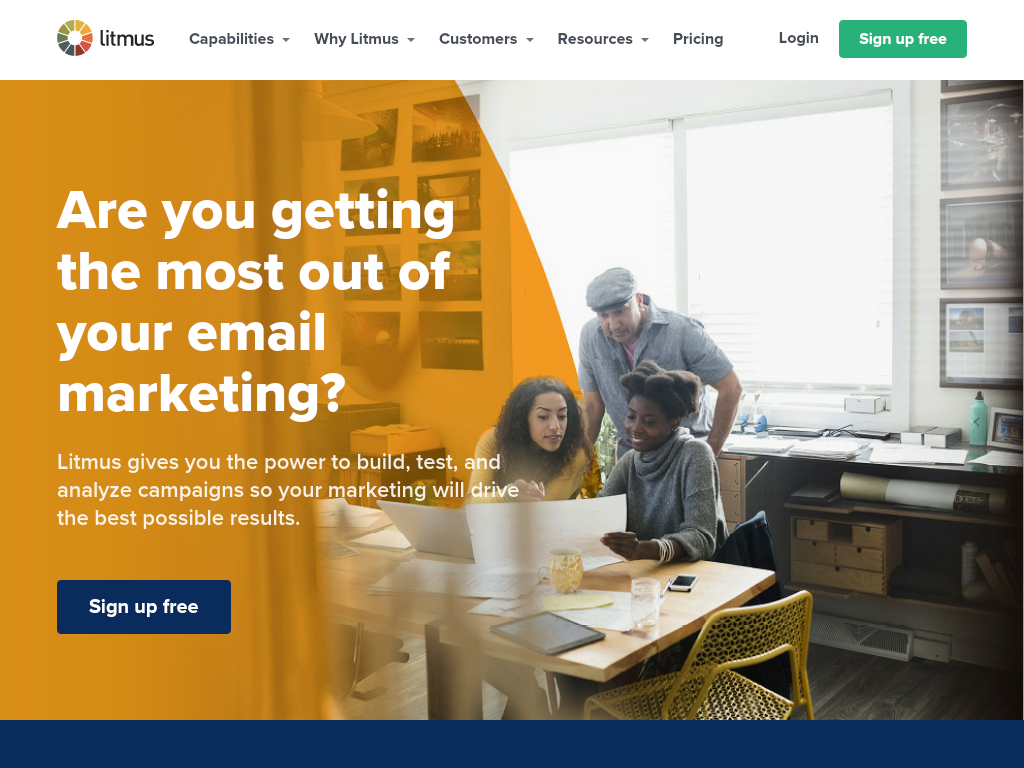 litmus
Capabilities
Why Litmus
Customers
Resources
Pricing
Login
Sign up free
Are you getting
the most out of
your email
marketing?
Litmus gives you the power to build, test, and
analyze campaigns so your marketing will drive
the best possible results.
Sign up free